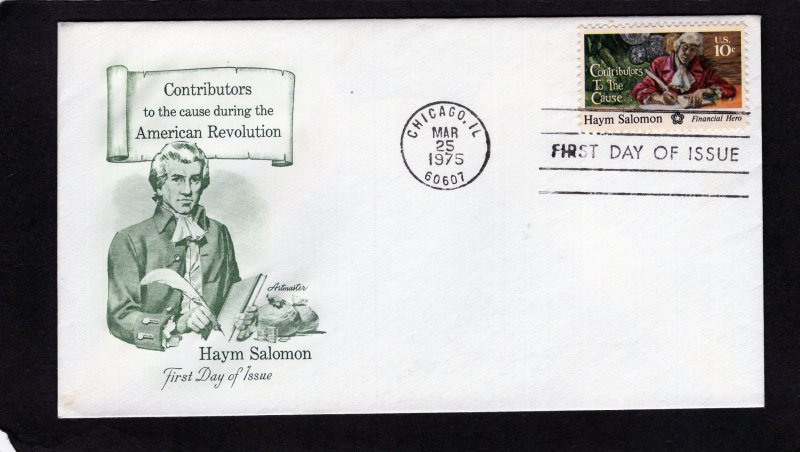 Contributors
to the cause during the
American Revolution
Artmaster
Haym Salomon
First Day of Issue
CHICAGO, IL
MAR
25
1975
60607
U.S.
10c
Contributors
To The
Cause...
Haym Salomon Financial Hero
FIRST DAY OF ISSUE